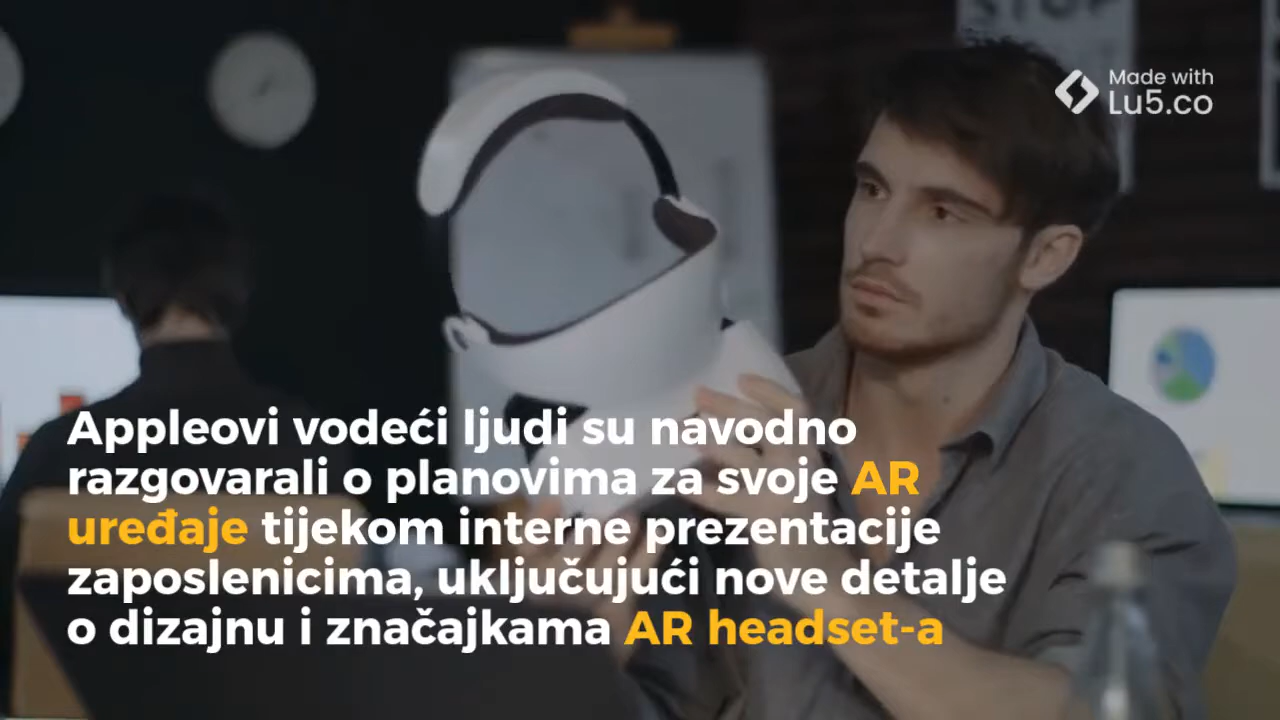 STOP
Made with
Lu5.co
Appleovi vodeći ljudi su navodno
razgovarali o planovima za svoje AR
uređaje tijekom interne prezentacije
zaposlenicima, uključujući nove detalje
o dizajnu i značajkama AR headset-a